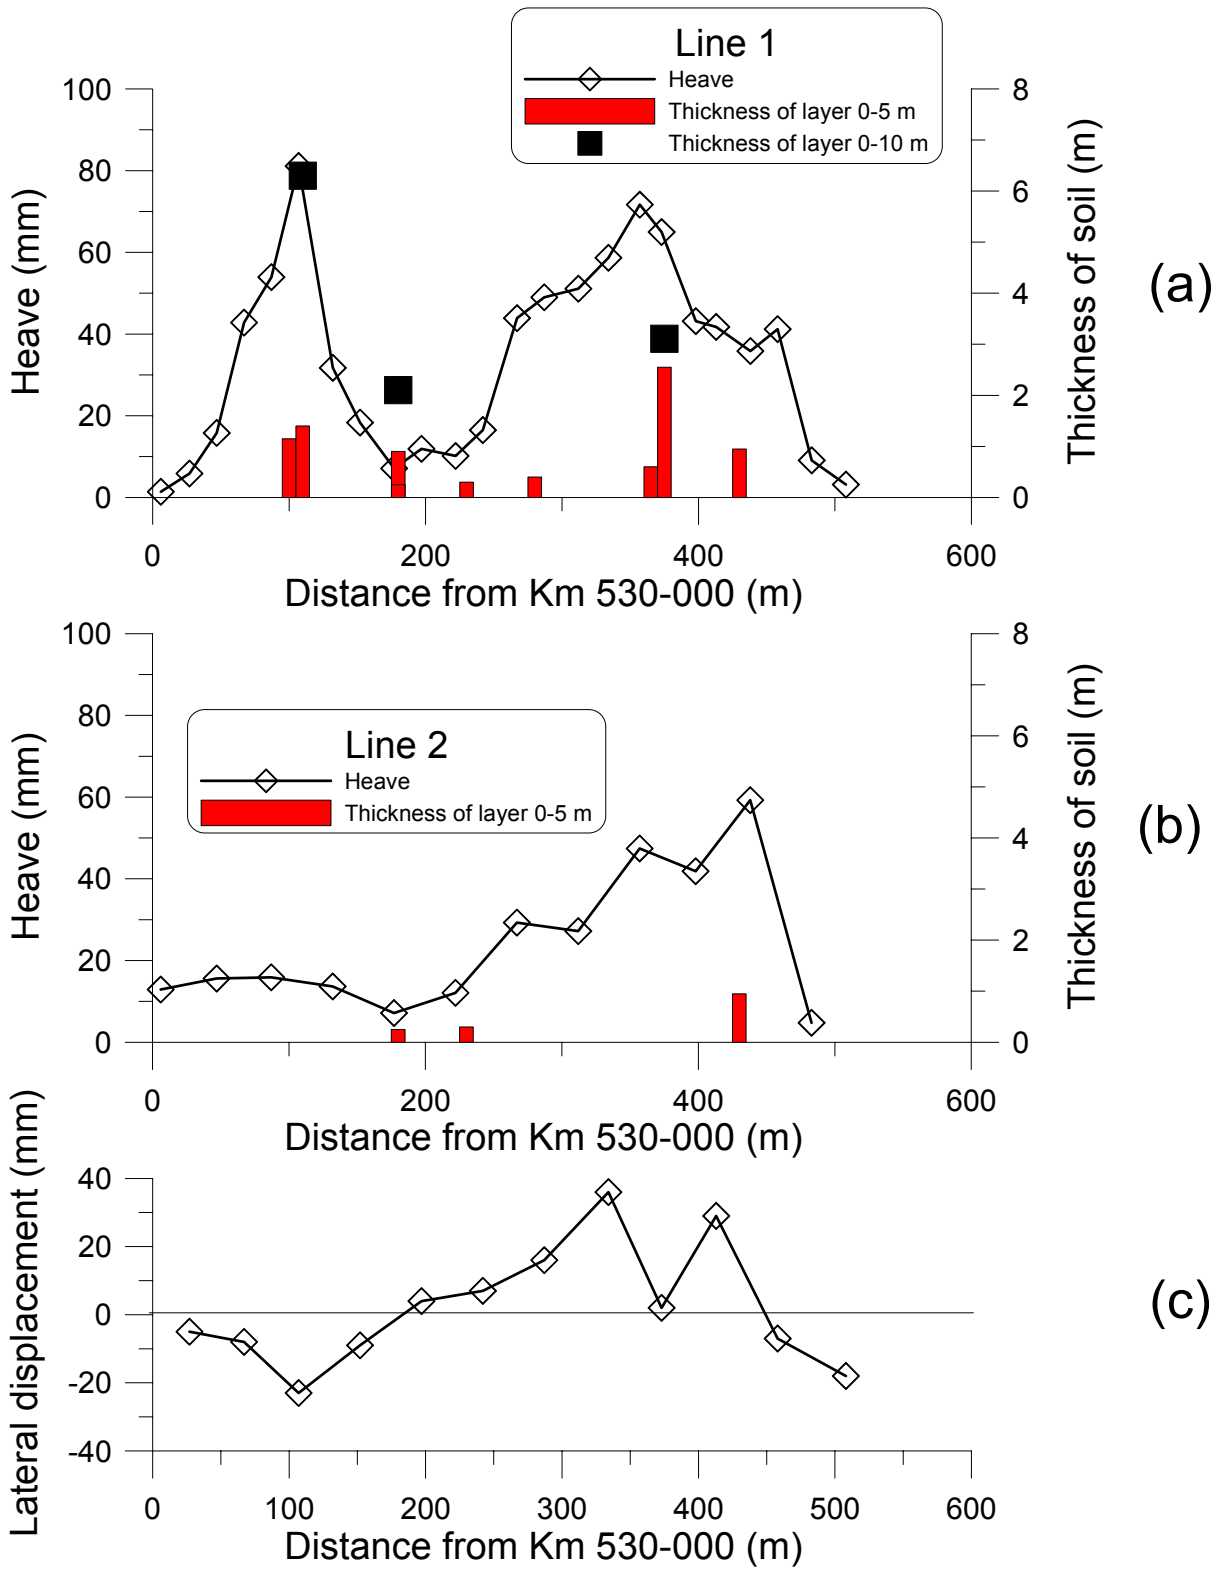 Line 1
Heave
Thickness of layer 0-5 m
Thickness of layer 0-10 m
100
80
60
40
20
0
Heave (mm)
8
6
4
2
0
Thickness of soil (m)
(a)
0 200 400 600
Distance from Km 530-000 (m)
Line 2
Heave
Thickness of layer 0-5 m
100
80
60
40
20
0
Heave (mm)
8
6
4
2
0
Thickness of soil (m)
(b)
0 200 400 600
Distance from Km 530-000 (m)
40
20
0
-20
-40
Lateral displacement (mm)
(c)
0 100 200 300 400 500 600
Distance from Km 530-000 (m)